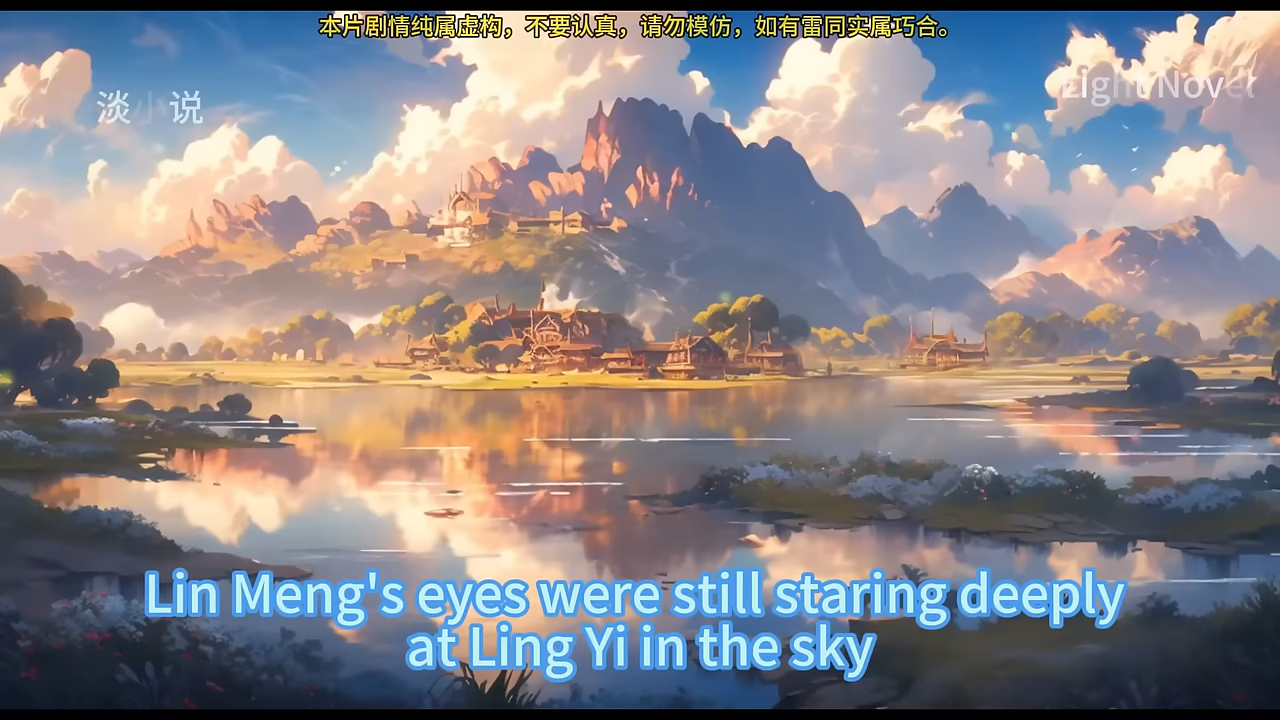 本片剧情纯属虚构，不要认真，请勿模仿，如有雷同实属巧合。
淡小说
Light Novel
Lin Meng's eyes were still staring deeply
at Ling Yi in the sky